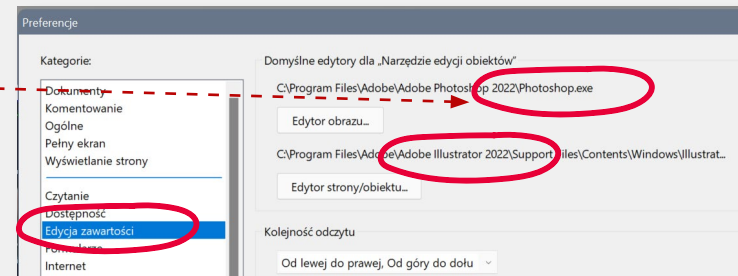 Preferencje
Kategorie:
Dokumenty
Komentowanie
Ogólne
Pełny ekran
Wyświetlanie strony
Czytanie
Dostępność
Edycja zawartości
Formularze
Internet
Domyślne edytory dla „Narzędzie edycji obiektów”
C:\Program Files\Adobe\Adobe Photoshop 2022\Photoshop.exe
Edytor obrazu...
C:\Program Files\Adobe\Adobe Illustrator 2022\Support Files\Contents\Windows\Illustrat...
Edytor strony/obiektu...
Kolejność odczytu
Od lewej do prawej, Od góry do dołu